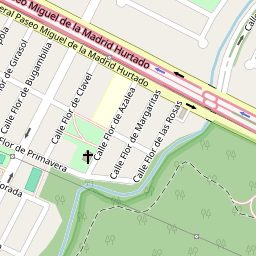 Paseo Miguel de la Madrid Hurtado
Paseo Miguel de la Madrid Hurtado
Calle Flor de Bugambilia
Calle Flor de Clavel
Calle Flor de Azalea
Calle Flor de Margaritas
Calle Flor de las Rosas
Flor de Girasol
Flor de Primavera
Calle